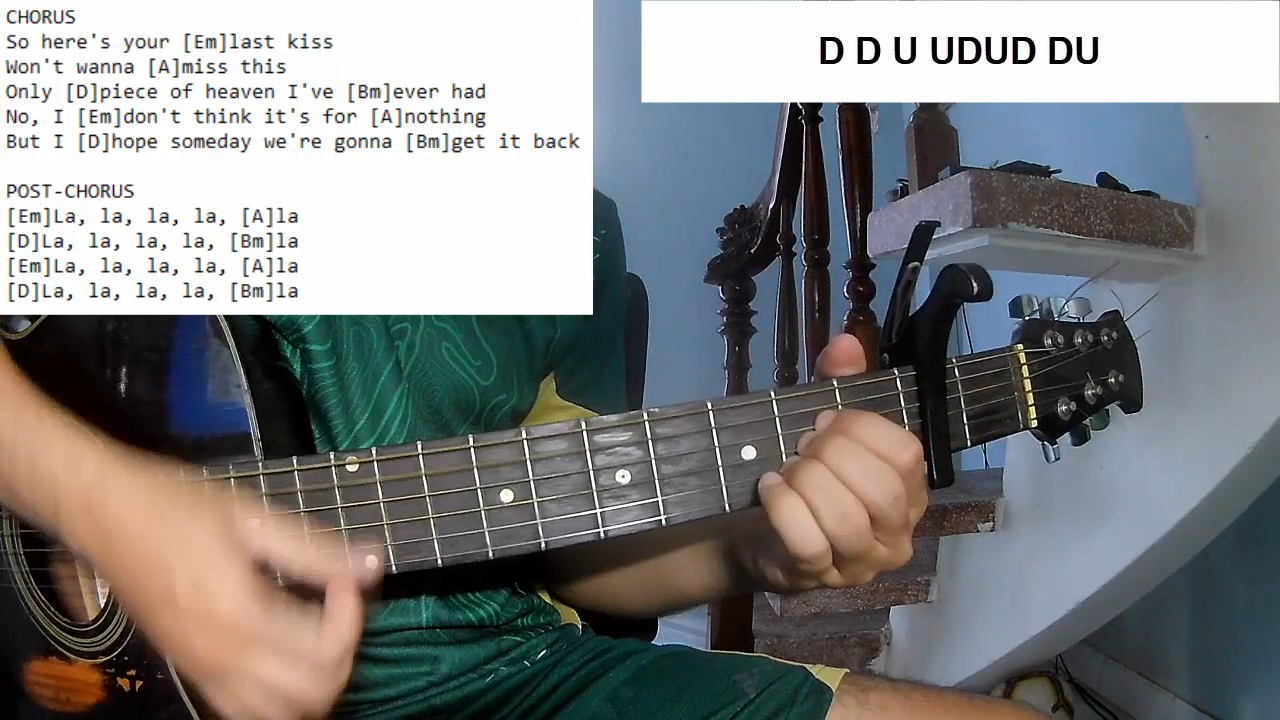 CHORUS
So here's your [Em]last kiss
Won't wanna [A]miss this
Only [D]piece of heaven I've [Bm]ever had
No, I [Em]don't think it's for [A]nothing
But I [D]hope someday we're gonna [Bm]get it back
POST-CHORUS
[Em]La, la, la, la, [A]la
[D]La, la, la, la, [Bm]la
[Em]La, la, la, la, [A]la
[D]La, la, la, la, [Bm]la
D D U UDUD DU